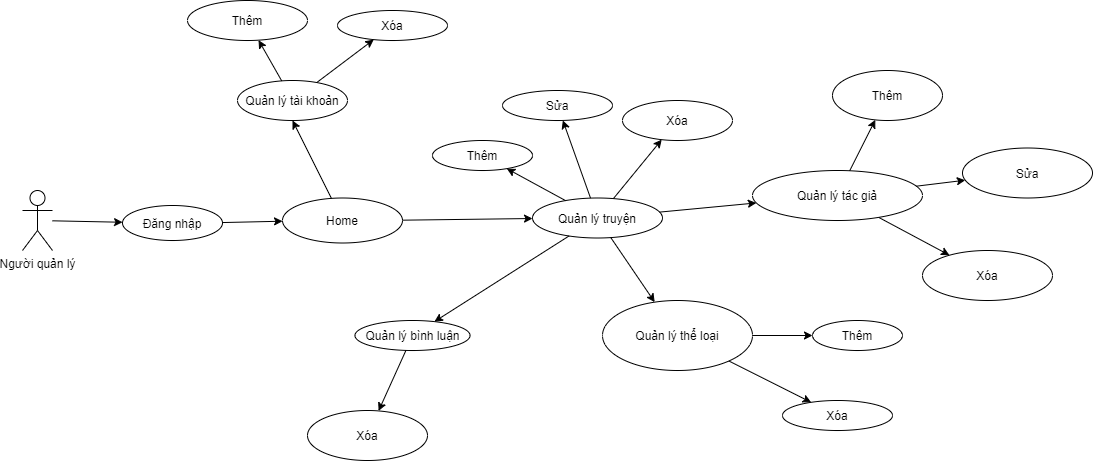 Thêm
Xóa
Quản lý tài khoản
Sửa
Xóa
Thêm
Thêm
Sửa
Quản lý tác giả
Người quản lý
Đăng nhập
Home
Quản lý truyện
Xóa
Quản lý bình luận
Quản lý thể loại
Thêm
Xóa
Xóa